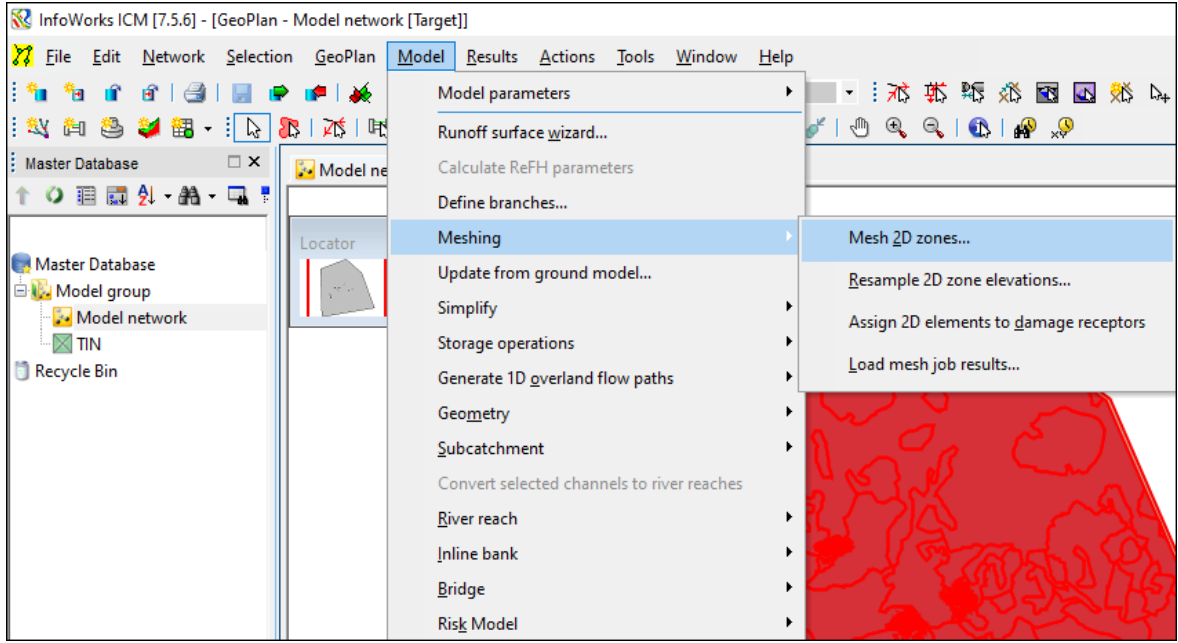 InfoWorks ICM [7.5.6] - [GeoPlan - Model network [Target]]
File Edit Network Selection GeoPlan Model Results Actions Tools Window Help
Master Database
Model ne
Locator
Master Database
Model group
Model network
TIN
Recycle Bin
Model parameters
Runoff surface wizard...
Calculate ReFH parameters
Define branches...
Meshing
Update from ground model...
Simplify
Storage operations
Generate 1D overland flow paths
Geometry
Subcatchment
Convert selected channels to river reaches
River reach
Inline bank
Bridge
Risk Model
Mesh 2D zones...
Resample 2D zone elevations...
Assign 2D elements to damage receptors
Load mesh job results...